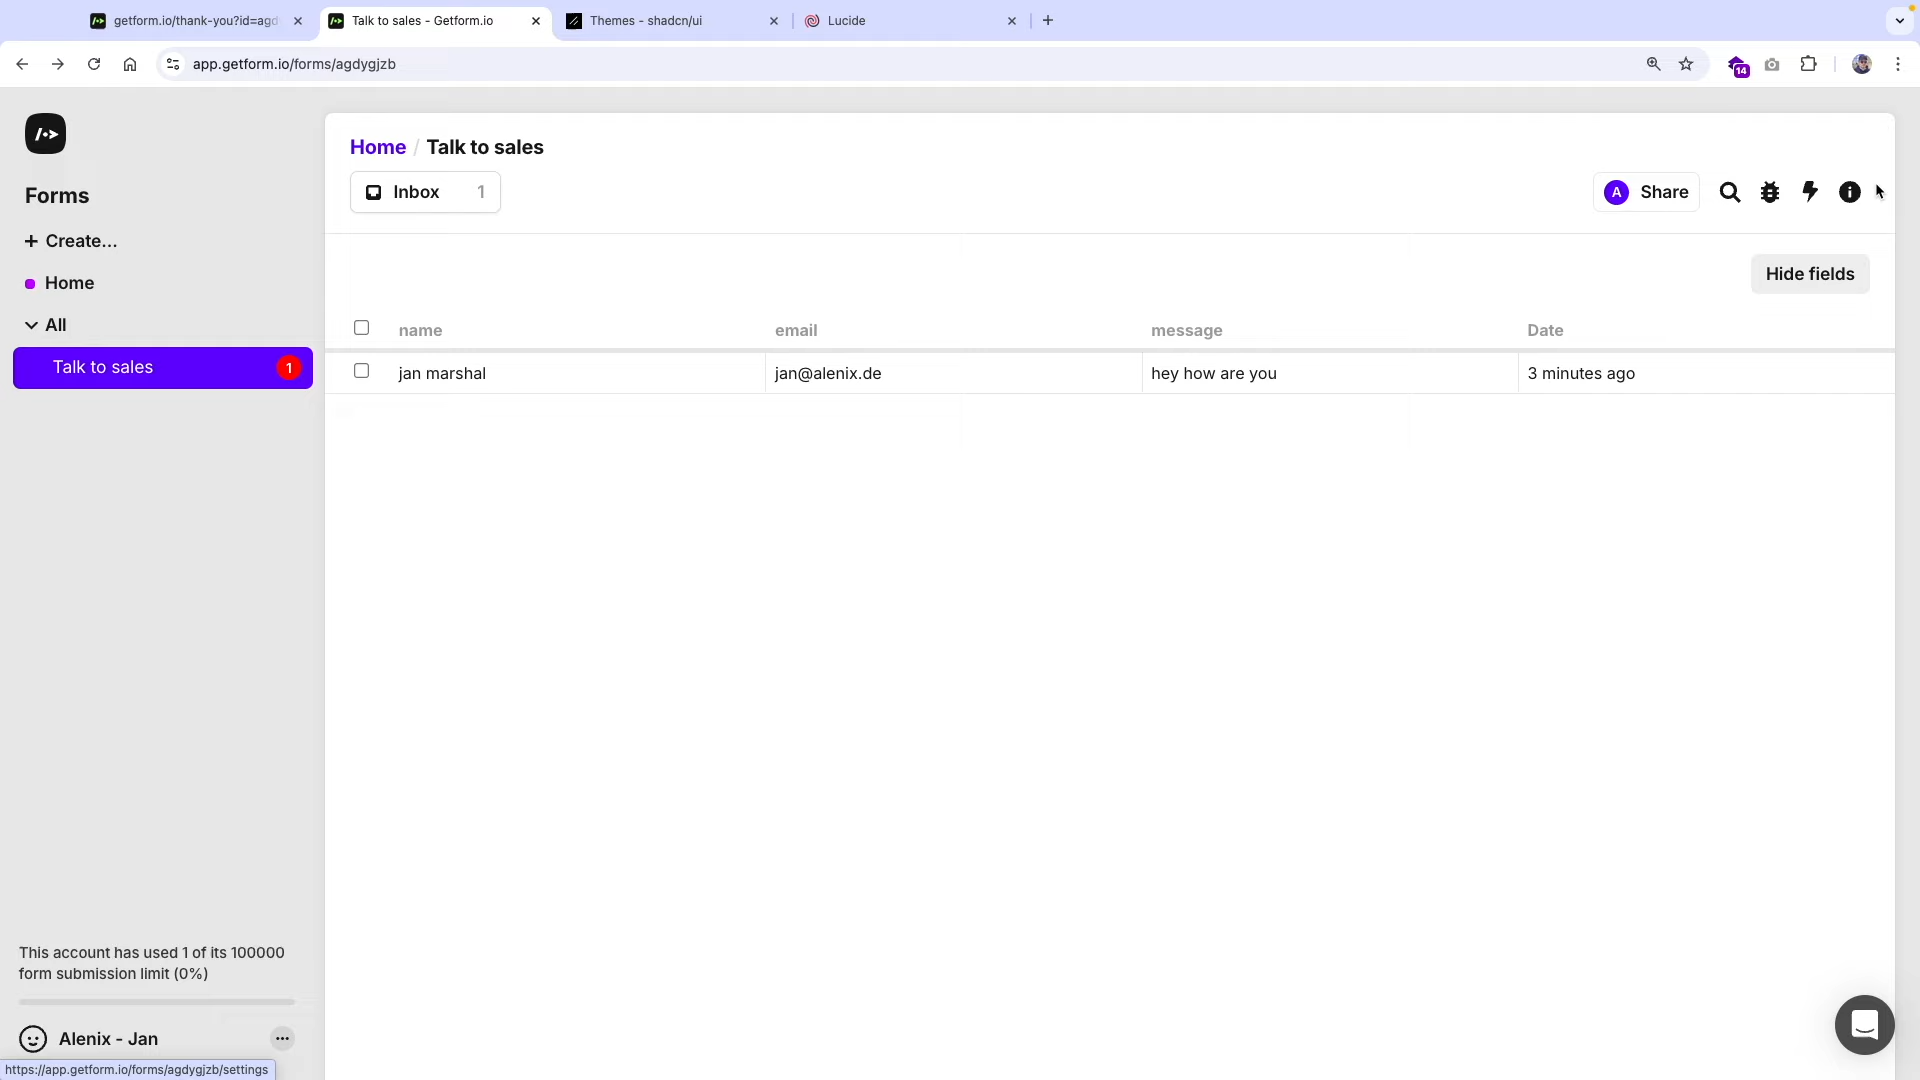 getform.io/thank-you?id=agd
Talk to sales - Getform.io
Themes - shadcn/ui
Lucide
app.getform.io/forms/agdygjzb
14
Home / Talk to sales
Inbox 1
A Share
Forms
+ Create...
Home
All
Talk to sales 1
Hide fields
name email message Date
jan marshal jan@alenix.de hey how are you 3 minutes ago
This account has used 1 of its 100000
form submission limit (0%)
Alenix - Jan
https://app.getform.io/forms/agdygjzb/settings